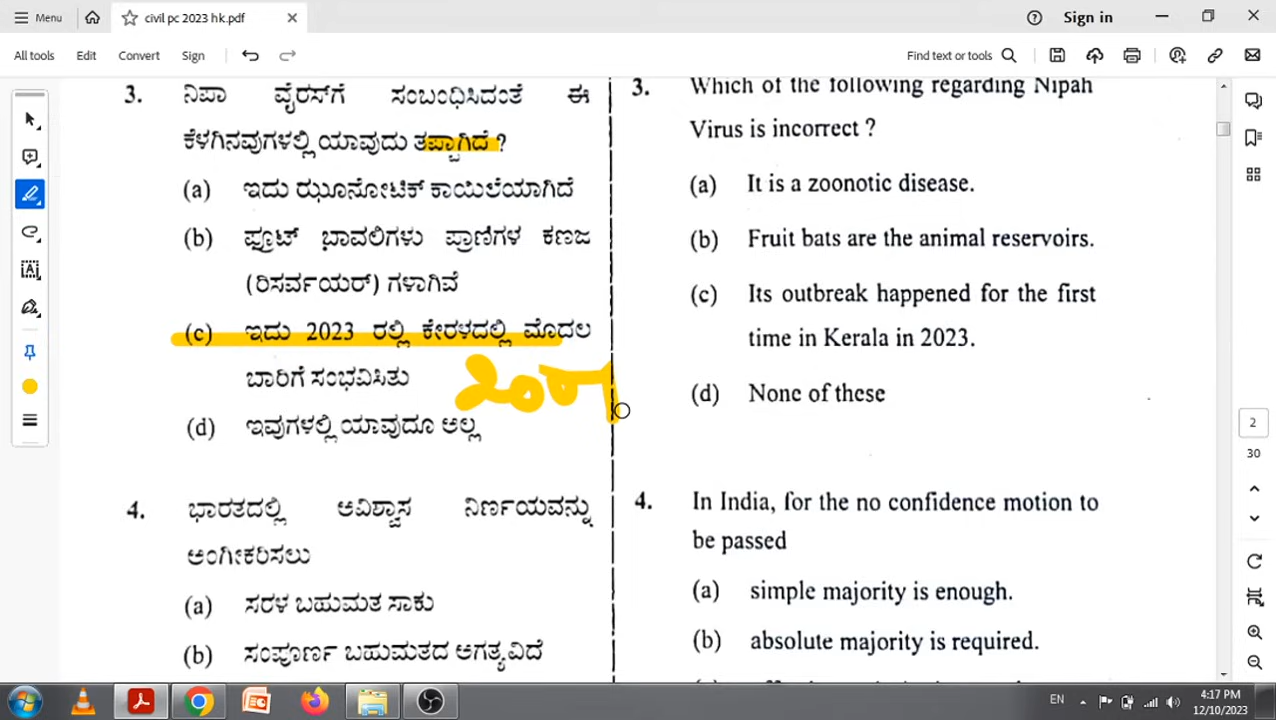 Menu
civil pc 2023 hk.pdf
Sign in
All tools Edit Convert Sign
Find text or tools
3. ನಿಪಾ ವೈರಸ್‌ಗೆ ಸಂಬಂಧಿಸಿದಂತೆ ಈ
ಕೆಳಗಿನವುಗಳಲ್ಲಿ ಯಾವುದು ತಪ್ಪಾಗಿದೆ ?
(a) ಇದು ಝೂನೋಟಿಕ್ ಕಾಯಿಲೆಯಾಗಿದೆ
(b) ಫ್ರೂಟ್ ಭಾವಲಿಗಳು ಪ್ರಾಣಿಗಳ ಕಣಜ
(ರಿಸರ್ವಯರ್) ಗಳಾಗಿವೆ
(c) ಇದು 2023 ರಲ್ಲಿ ಕೇರಳದಲ್ಲಿ ಮೊದಲ
ಬಾರಿಗೆ ಸಂಭವಿಸಿತು
(d) ಇವುಗಳಲ್ಲಿ ಯಾವುದೂ ಅಲ್ಲ
4. ಭಾರತದಲ್ಲಿ ಅವಿಶ್ವಾಸ ನಿರ್ಣಯವನ್ನು
ಅಂಗೀಕರಿಸಲು
(a) ಸರಳ ಬಹುಮತ ಸಾಕು
(b) ಸಂಪೂರ್ಣ ಬಹುಮತದ ಅಗತ್ಯವಿದೆ
3. Which of the following regarding Nipah
Virus is incorrect ?
(a) It is a zoonotic disease.
(b) Fruit bats are the animal reservoirs.
(c) Its outbreak happened for the first
time in Kerala in 2023.
(d) None of these
4. In India, for the no confidence motion to
be passed
(a) simple majority is enough.
(b) absolute majority is required.
2
30
EN
4:17 PM
12/10/2023